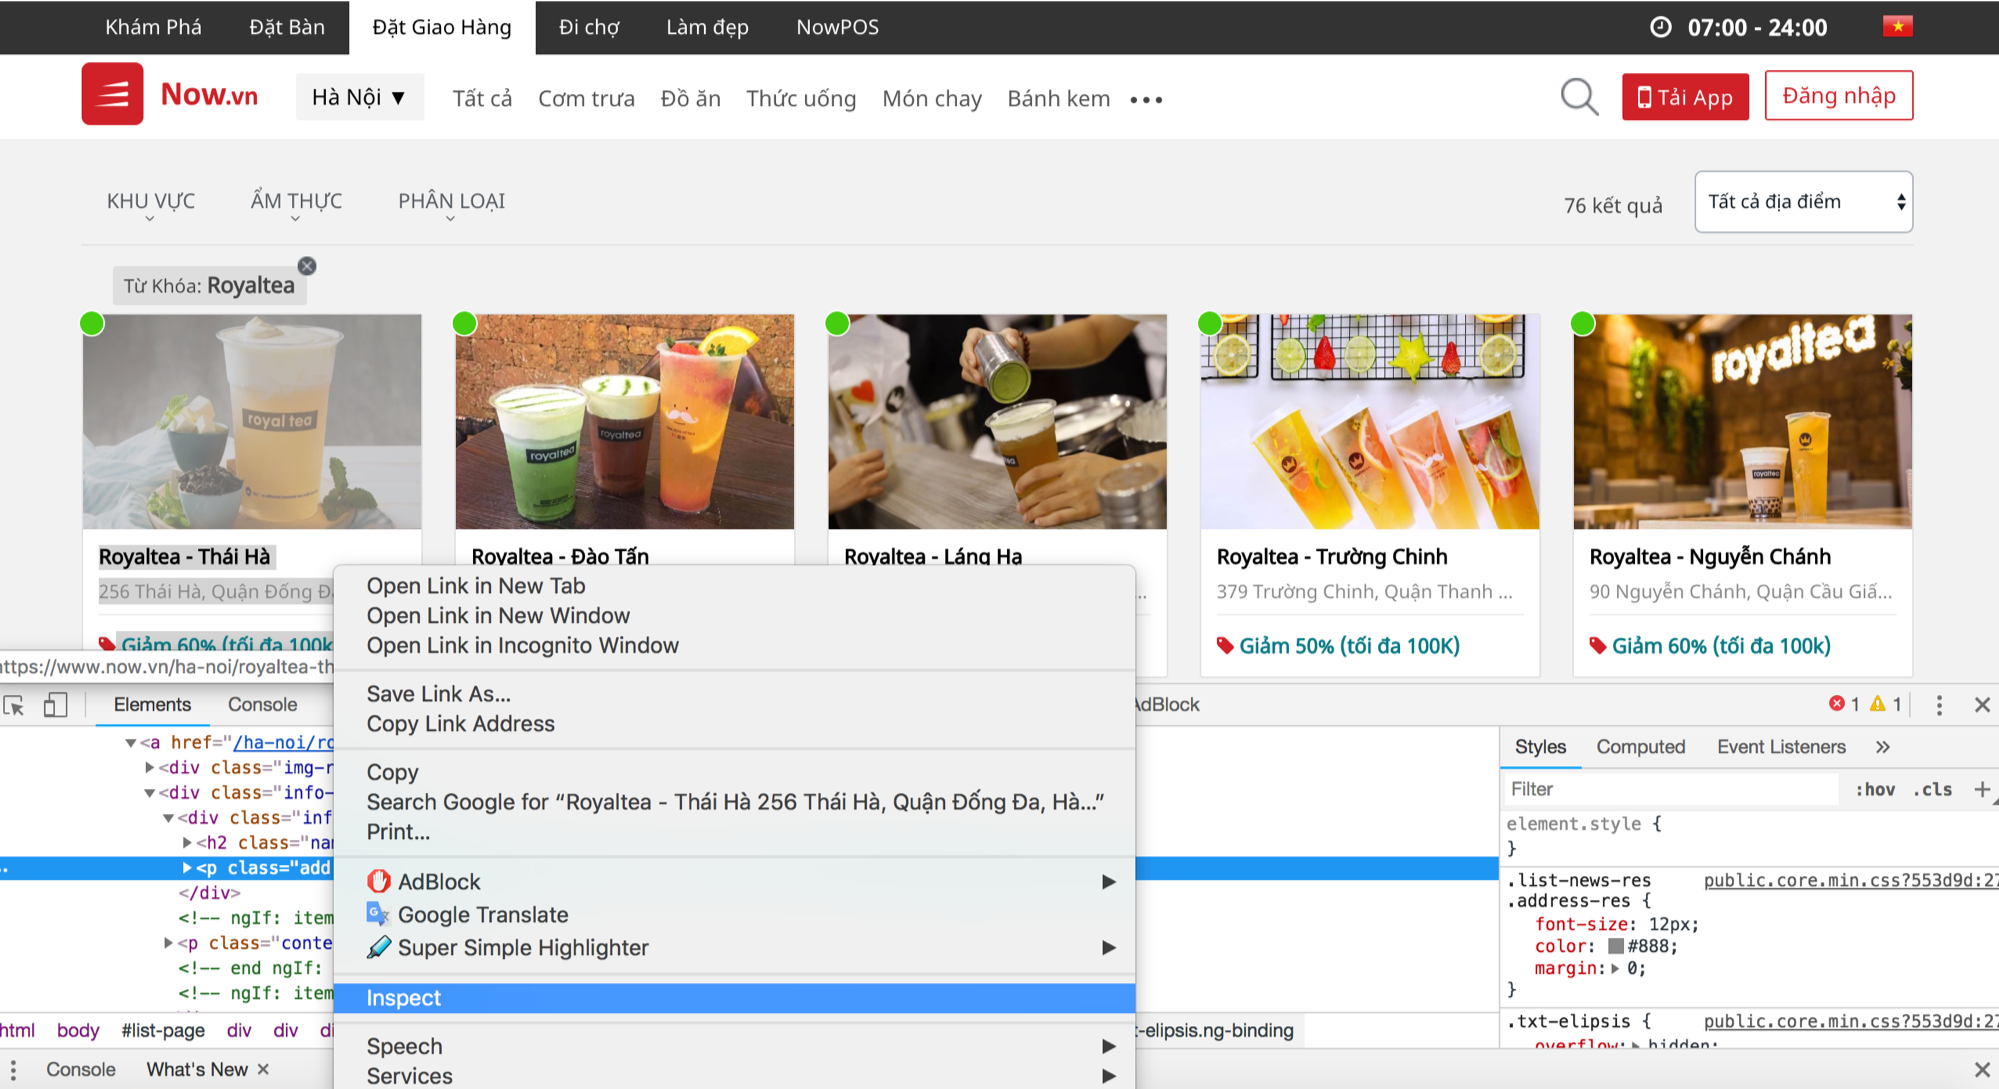 Khám Phá Đặt Bàn Đặt Giao Hàng Đi chợ Làm đẹp NowPOS 07:00 - 24:00
Now.vn Hà Nội ▼ Tất cả Cơm trưa Đồ ăn Thức uống Món chay Bánh kem ••• Tải App Đăng nhập
KHU VỰC ẨM THỰC PHÂN LOẠI 76 kết quả Tất cả địa điểm
Từ Khóa: Royaltea
royal tea
royaltea
royaltea
royaltea
royaltea
Royaltea - Thái Hà Royaltea - Đào Tấn Royaltea - Láng Hạ Royaltea - Trường Chinh Royaltea - Nguyễn Chánh
256 Thái Hà, Quận Đống Đa ... 379 Trường Chinh, Quận Thanh ... 90 Nguyễn Chánh, Quận Cầu Giấ...
Giảm 60% (tối đa 100k Giảm 50% (tối đa 100K) Giảm 60% (tối đa 100k)
ttps://www.now.vn/ha-noi/royaltea-th
Open Link in New Tab
Open Link in New Window
Open Link in Incognito Window
Save Link As...
Copy Link Address
Copy
Search Google for “Royaltea - Thái Hà 256 Thái Hà, Quận Đống Đa, Hà...”
Print...
AdBlock
Google Translate
Super Simple Highlighter
Inspect
Speech
Services
Elements Console AdBlock 1 1
▼<a href="/ha-noi/ro
▶<div class="img-r
▼<div class="info-
▼<div class="inf
▶<h2 class="nam
▶<p class="add
</div>
<!-- ngIf: item
▶<p class="conte
<!-- end ngIf:
<!-- ngIf: item
html body #list-page div div di t-elipsis.ng-binding
Console What's New ×
Styles Computed Event Listeners »
Filter :hov .cls +
element.style {
}
.list-news-res public.core.min.css?553d9d:27
.address-res {
font-size: 12px;
color: #888;
margin:▶ 0;
}
.txt-elipsis { public.core.min.css?553d9d:27
overflow:▶ hidden;